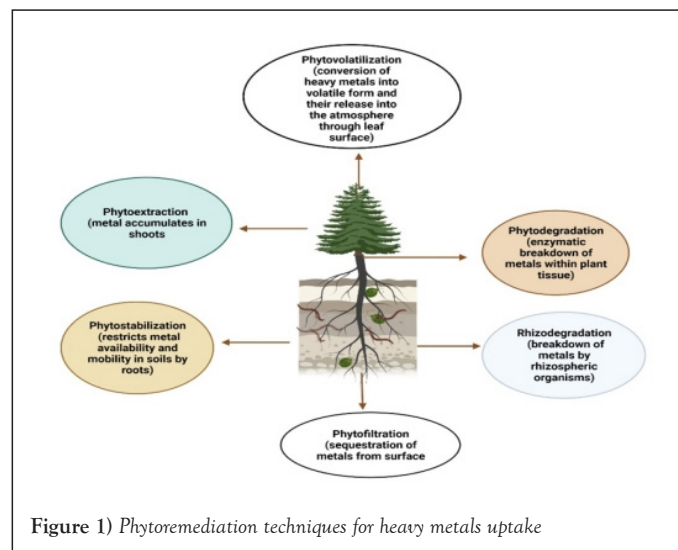 Phytovolatilization
(conversion of
heavy metals into
volatile form and
their release into
the atmosphere
through leaf
surface)
Phytoextraction
(metal accumulates in
shoots
Phytodegradation
(enzymatic
breakdown of
metals within plant
tissue)
Phytostabilization
(restricts metal
availability and
mobility in soils by
roots)
Rhizodegradation
(breakdown of
metals by
rhizospheric
organisms)
Phytofiltration
(sequestration of
metals from surface
Figure 1) Phytoremediation techniques for heavy metals uptake